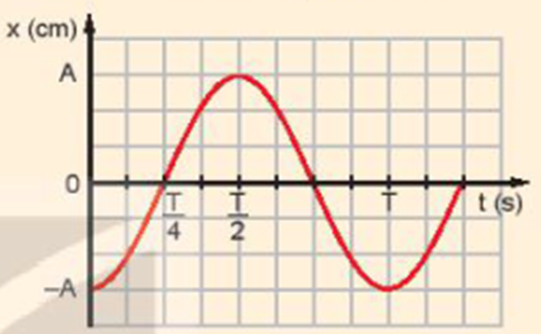 x (cm)
A
0
T/4
T/2
T
t (s)
–A